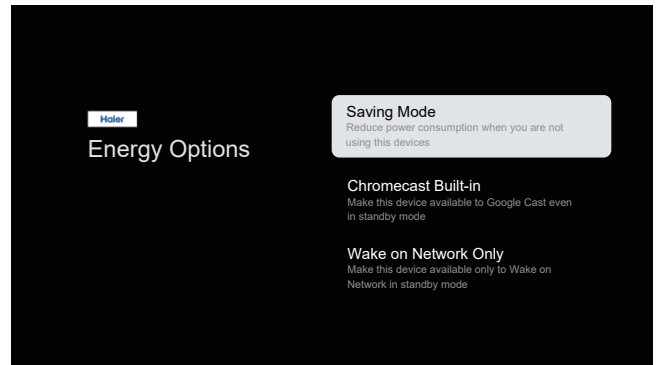 Haier
Energy Options
Saving Mode
Reduce power consumption when you are not
using this devices
Chromecast Built-in
Make this device available to Google Cast even
in standby mode
Wake on Network Only
Make this device available only to Wake on
Network in standby mode